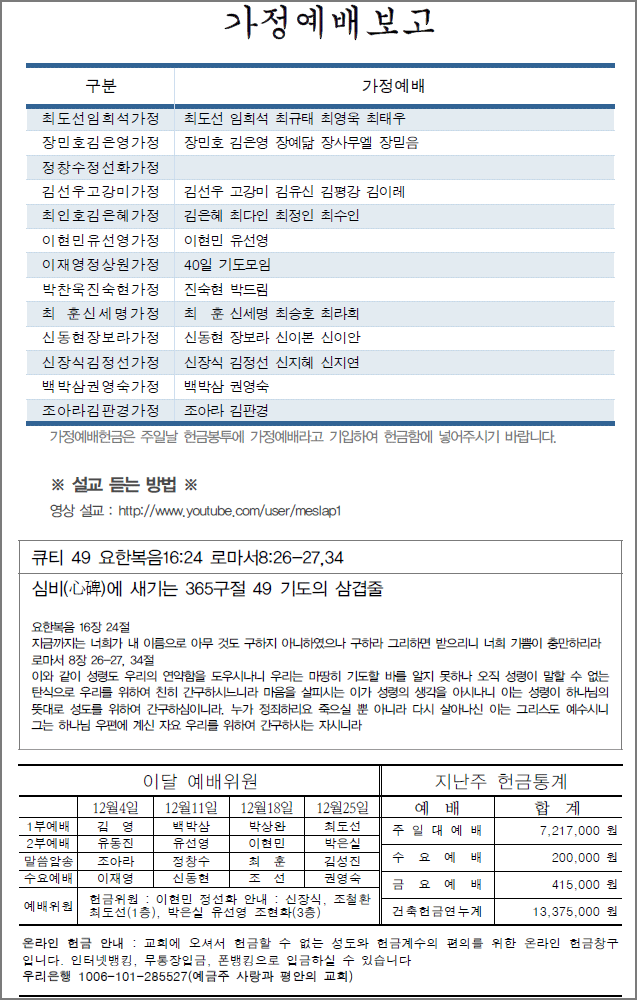 가정예배보고
구분 가정예배
최도선임희석가정 최도선 임희석 최규태 최영욱 최태우
장민호김은영가정 장민호 김은영 장예닮 장사무엘 장믿음
정창수정선화가정
김선우고강미가정 김선우 고강미 김유신 김평강 김이레
최인호김은혜가정 김은혜 최다인 최정인 최수인
이현민유선영가정 이현민 유선영
이재영정상원가정 40일 기도모임
박찬욱진숙현가정 진숙현 박드림
최 훈신세명가정 최 훈 신세명 최승호 최라희
신동현장보라가정 신동현 장보라 신이본 신이안
신장식김정선가정 신장식 김정선 신지혜 신지연
백박삼권영숙가정 백박삼 권영숙
조아라김판경가정 조아라 김판경
가정예배헌금은 주일날 헌금봉투에 가정예배라고 기입하여 헌금함에 넣어주시기 바랍니다.
※ 설교 듣는 방법 ※
영상 설교 : http://www.youtube.com/user/meslap1
큐티 49 요한복음16:24 로마서8:26-27,34
심비(心碑)에 새기는 365구절 49 기도의 삼겹줄
요한복음 16장 24절
지금까지는 너희가 내 이름으로 아무 것도 구하지 아니하였으나 구하라 그리하면 받으리니 너희 기쁨이 충만하리라
로마서 8장 26-27, 34절
이와 같이 성령도 우리의 연약함을 도우시나니 우리는 마땅히 기도할 바를 알지 못하나 오직 성령이 말할 수 없는
탄식으로 우리를 위하여 친히 간구하시느니라 마음을 살피시는 이가 성령의 생각을 아시나니 이는 성령이 하나님의
뜻대로 성도를 위하여 간구하심이니라. 누가 정죄하리요 죽으실 뿐 아니라 다시 살아나신 이는 그리스도 예수시니
그는 하나님 우편에 계신 자요 우리를 위하여 간구하시는 자시니라
이달 예배위원
12월4일 12월11일 12월18일 12월25일
1부예배 김 영 백박삼 박상완 최도선
2부예배 유동진 유선영 이현민 박은실
말씀암송 조아라 정창수 최 훈 김성진
수요예배 이재영 신동현 조 선 권영숙
예배위원 헌금위원 : 이현민 정선화 안내 : 신장식, 조철환
최도선(1층), 박은실 유선영 조현화(3층)
지난주 헌금통계
예 배 합 계
주 일 대 예 배 7,217,000 원
수 요 예 배 200,000 원
금 요 예 배 415,000 원
건축헌금연누계 13,375,000 원
온라인 헌금 안내 : 교회에 오셔서 헌금할 수 없는 성도와 헌금계수의 편의를 위한 온라인 헌금창구
입니다. 인터넷뱅킹, 무통장입금, 폰뱅킹으로 입금하실 수 있습니다
우리은행 1006-101-285527(예금주 사랑과 평안의 교회)